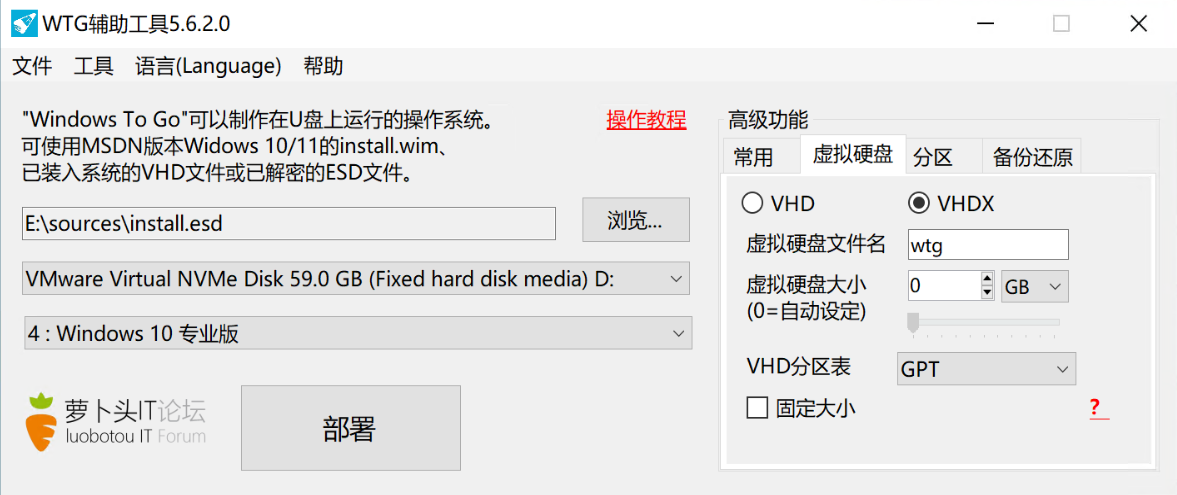 WTG辅助工具5.6.2.0
文件 工具 语言(Language) 帮助
"Windows To Go"可以制作在U盘上运行的操作系统。
操作教程
可使用MSDN版本Widows 10/11的install.wim、
已装入系统的VHD文件或已解密的ESD文件。
E:\sources\install.esd
浏览...
VMware Virtual NVMe Disk 59.0 GB (Fixed hard disk media) D:
4 : Windows 10 专业版
萝卜头IT论坛
luobotou IT Forum
部署
高级功能
常用 虚拟硬盘 分区 备份还原
VHD VHDX
虚拟硬盘文件名 wtg
虚拟硬盘大小 0 GB
(0=自动设定)
VHD分区表 GPT
固定大小 ?